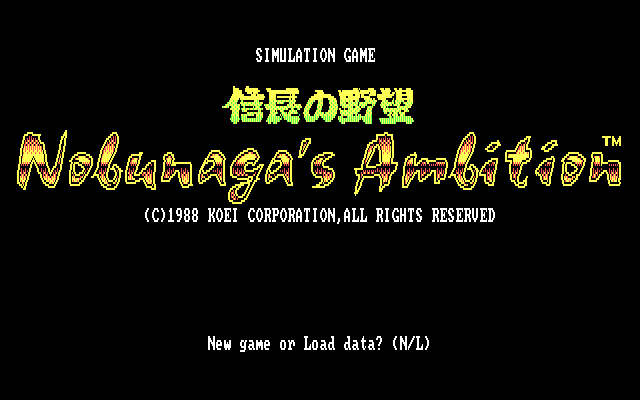 SIMULATION GAME
信長の野望
Nobunaga's Ambition™
(C)1988 KOEI CORPORATION,ALL RIGHTS RESERVED
New game or Load data? (N/L)